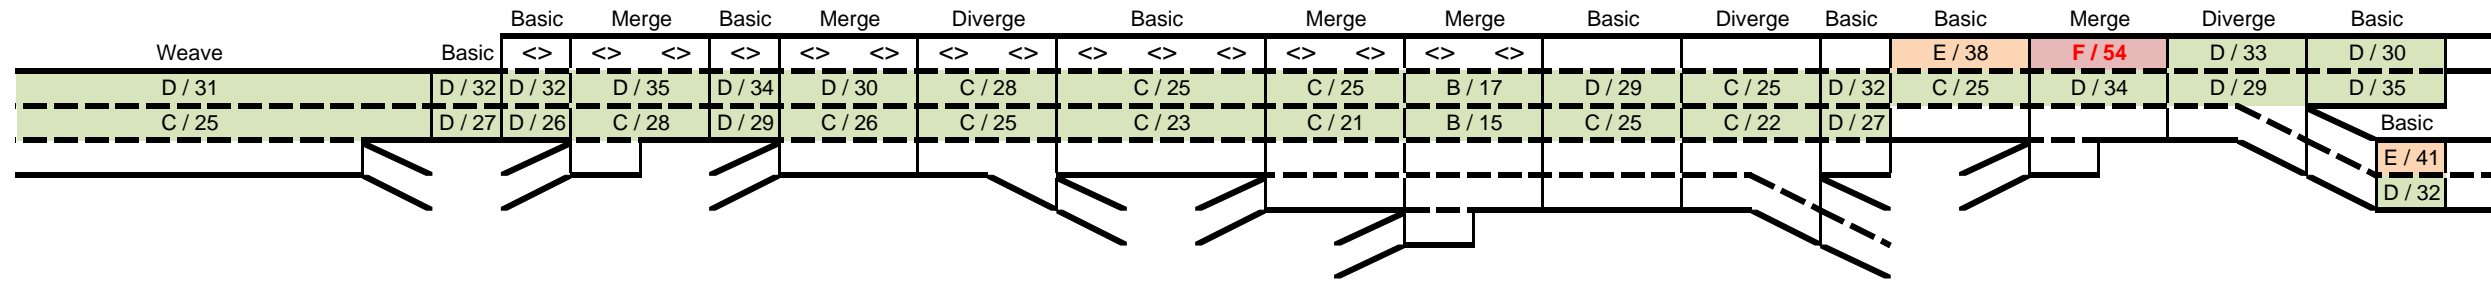 Basic Merge Basic Merge Diverge Basic Merge Merge Basic Diverge Basic Basic Merge Diverge Basic
Weave Basic <> <> <> <> <> <> <> <> <> <> <> <> <> <> <> E / 38 F / 54 D / 33 D / 30
D / 31 D / 32 D / 32 D / 35 D / 34 D / 30 C / 28 C / 25 C / 25 B / 17 D / 29 C / 25 D / 32 C / 25 D / 34 D / 29 D / 35
C / 25 D / 27 D / 26 C / 28 D / 29 C / 26 C / 25 C / 23 C / 21 B / 15 C / 25 C / 22 D / 27 Basic
E / 41
D / 32